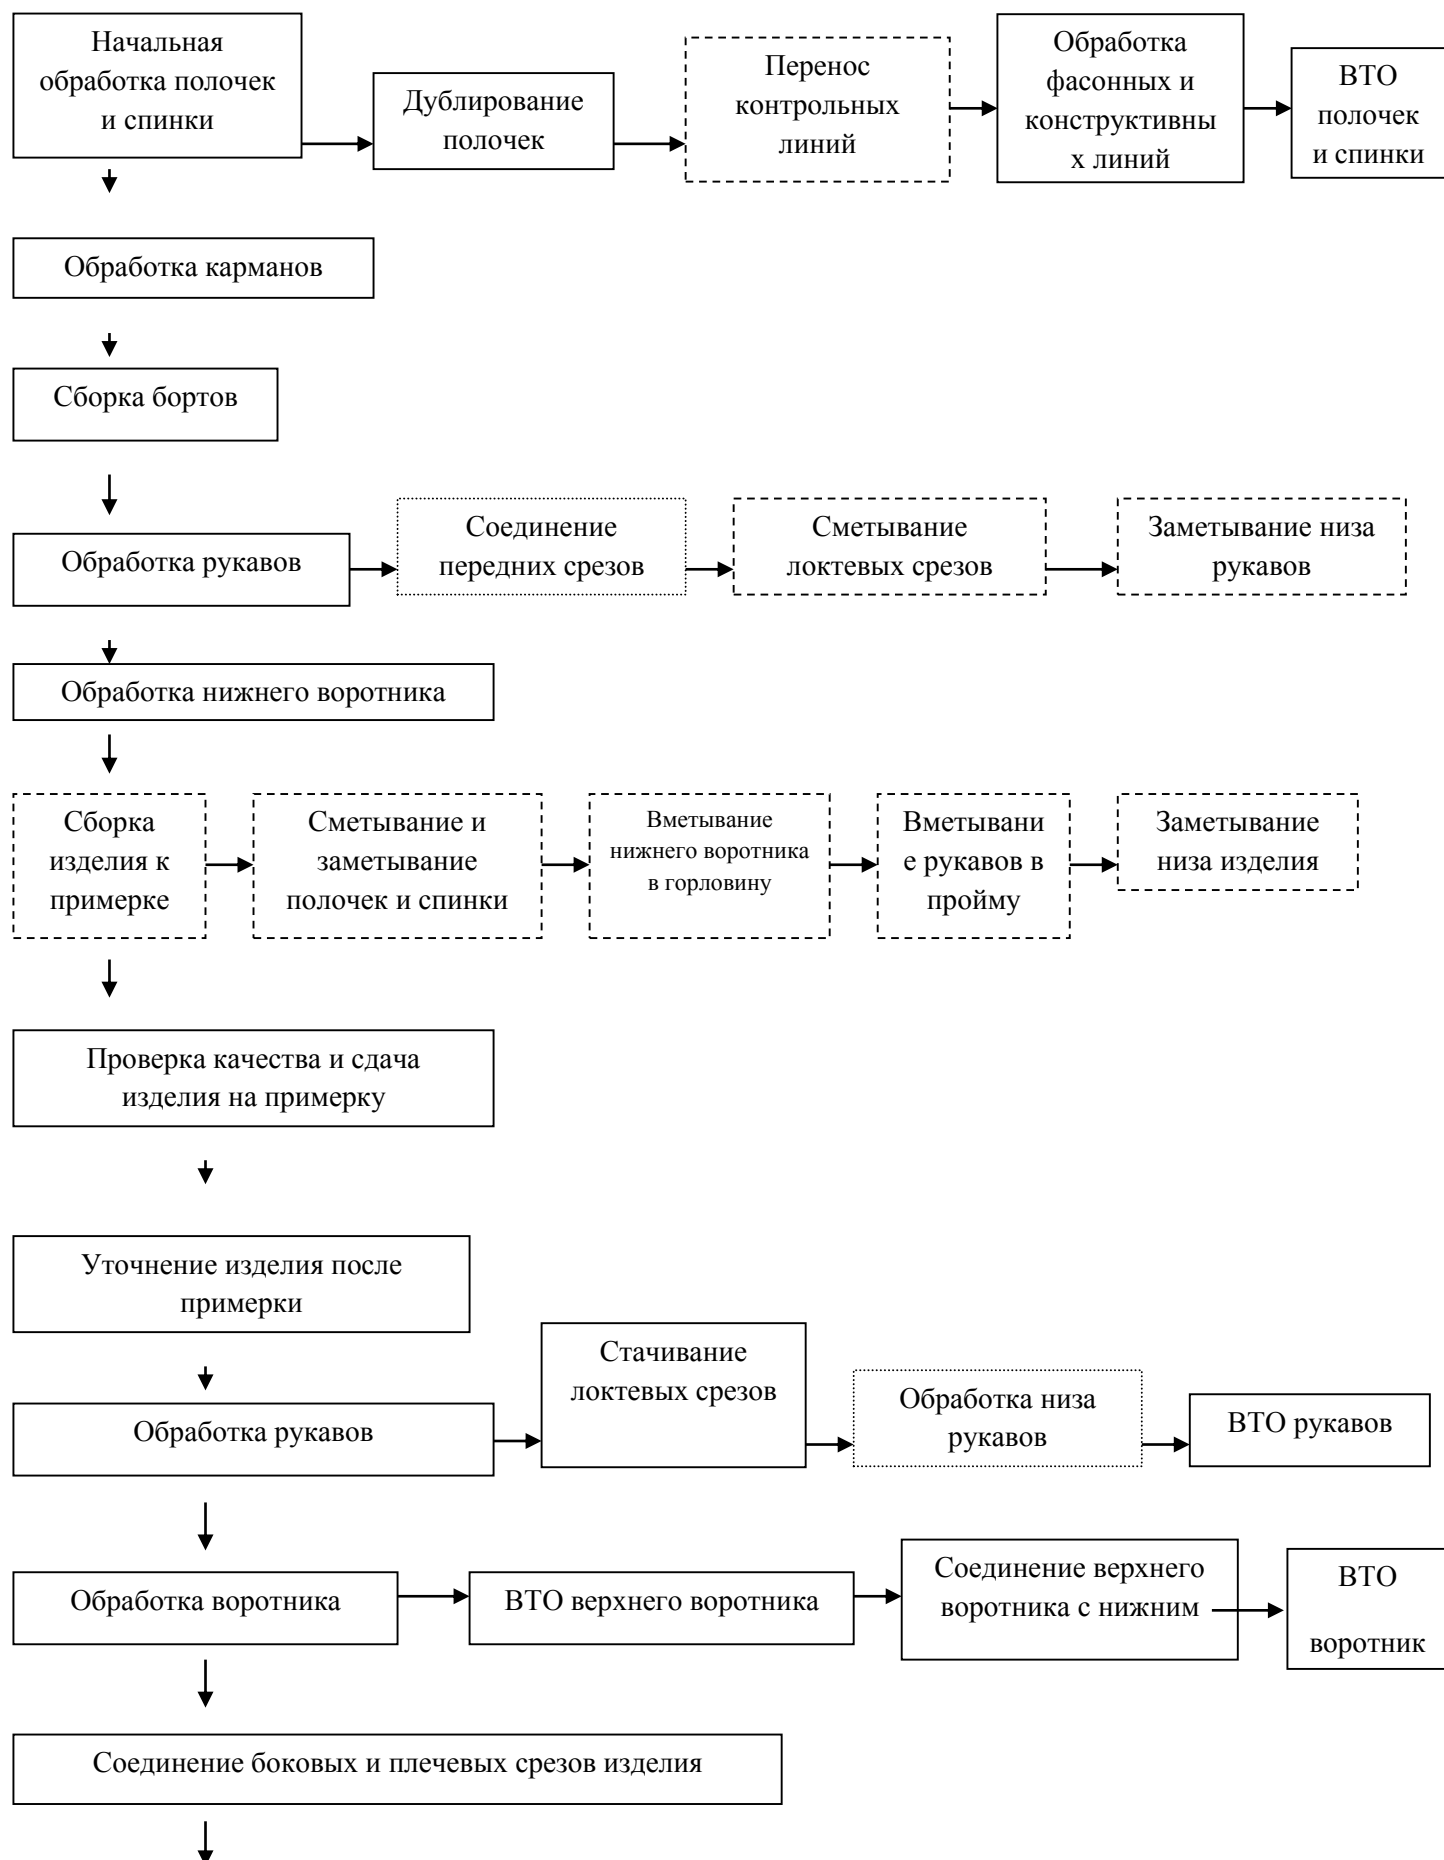 Начальная
обработка полочек
и спинки
Дублирование
полочек
Перенос
контрольных
линий
Обработка
фасонных и
конструктивны
х линий
ВТО
полочек
и спинки
Обработка карманов
Сборка бортов
Обработка рукавов
Соединение
передних срезов
Сметывание
локтевых срезов
Заметывание низа
рукавов
Обработка нижнего воротника
Сборка
изделия к
примерке
Сметывание и
заметывание
полочек и спинки
Вметывание
нижнего воротника
в горловину
Вметывани
е рукавов в
пройму
Заметывание
низа изделия
Проверка качества и сдача
изделия на примерку
Уточнение изделия после
примерки
Обработка рукавов
Стачивание
локтевых срезов
Обработка низа
рукавов
ВТО рукавов
Обработка воротника
ВТО верхнего воротника
Соединение верхнего
воротника с нижним
ВТО
воротник
Соединение боковых и плечевых срезов изделия